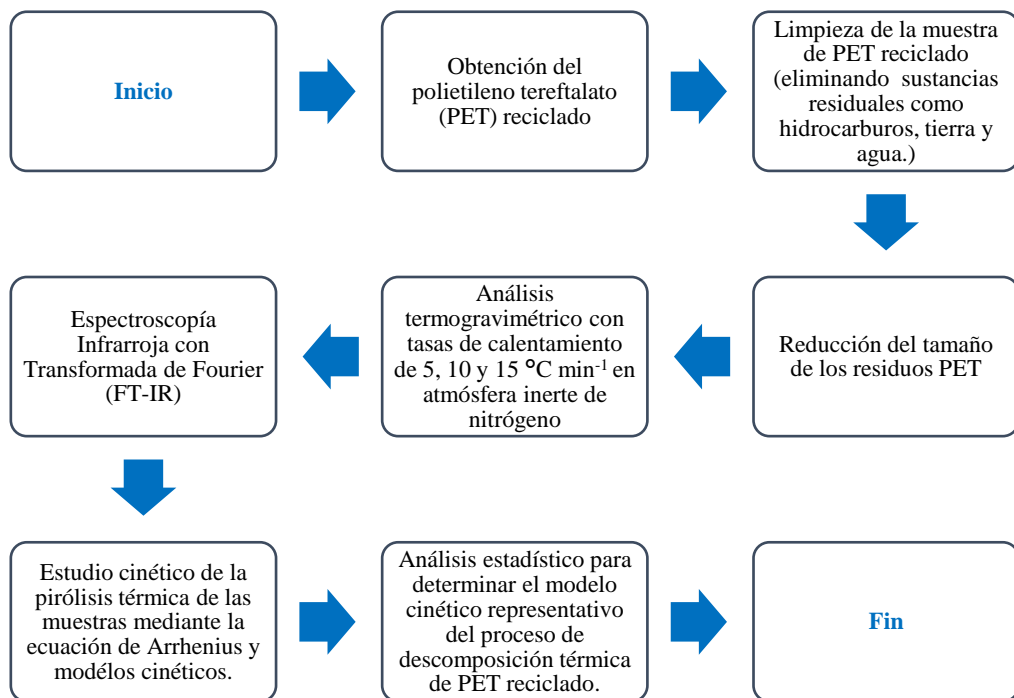 Inicio
Obtención del
polietileno tereftalato
(PET) reciclado
Limpieza de la muestra
de PET reciclado
(eliminando sustancias
residuales como
hidrocarburos, tierra y
agua.)
Reducción del tamaño
de los residuos PET
Análisis
termogravimétrico con
tasas de calentamiento
de 5, 10 y 15 °C min⁻¹ en
atmósfera inerte de
nitrógeno
Espectroscopía
Infrarroja con
Transformada de Fourier
(FT-IR)
Estudio cinético de la
pirólisis térmica de las
muestras mediante la
ecuación de Arrhenius y
modélos cinéticos.
Análisis estadístico para
determinar el modelo
cinético representativo
del proceso de
descomposición térmica
de PET reciclado.
Fin